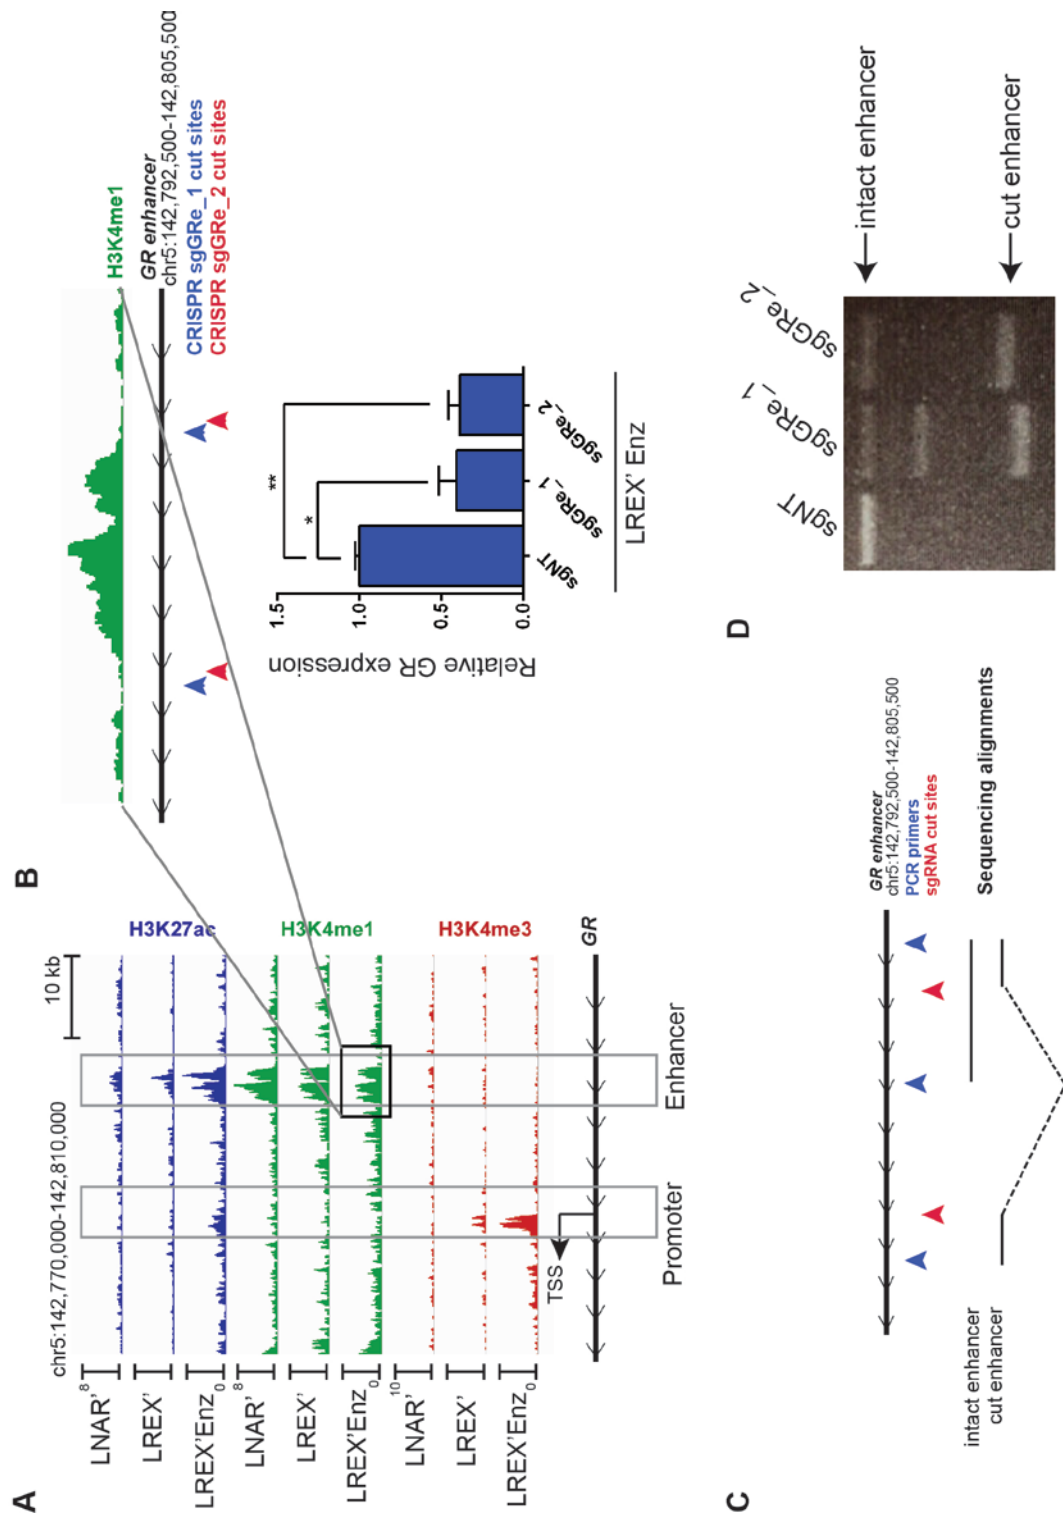 A
chr5:142,770,000-142,810,000
10 kb
LNAR' 8
LREX'
LREX'Enz 0
H3K27ac
LNAR' 8
LREX'
LREX'Enz 0
H3K4me1
LNAR' 10
LREX'
LREX'Enz 0
H3K4me3
TSS
GR
Promoter
Enhancer
B
H3K4me1
GR enhancer
chr5:142,792,500-142,805,500
CRISPR sgGRe_1 cut sites
CRISPR sgGRe_2 cut sites
Relative GR expression
1.5
1.0
0.5
0.0
*
**
sgNT
sgGRe_1
sgGRe_2
LREX' Enz
C
GR enhancer
chr5:142,792,500-142,805,500
PCR primers
sgRNA cut sites
intact enhancer
cut enhancer
Sequencing alignments
D
sgNT
sgGRe_1
sgGRe_2
intact enhancer
cut enhancer